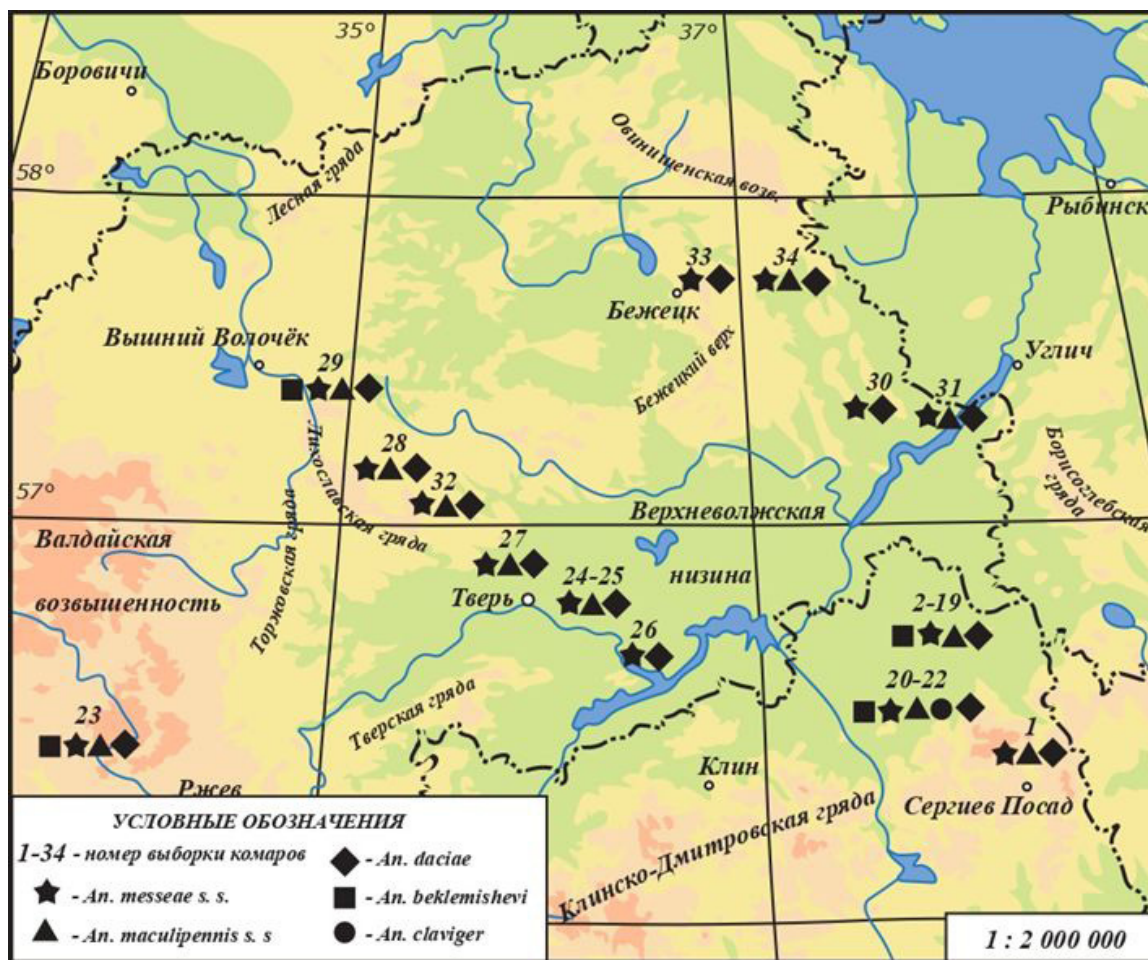 35°
37°
Боровичи
58°
Лесная гряда
Овинищенская возв.
Рыбинск
33
34
Бежецк
Вышний Волочёк
Бежецкий верх
Углич
29
30
31
28
32
Лихославская гряда
Борисоглебская
гряда
57°
Верхневолжская
Валдайская
Торжовская гряда
27
низина
возвышенность
Тверь
24-25
2-19
26
20-22
Тверская гряда
23
1
Клин
Ржев
Сергиев Посад
Клинско-Дмитровская гряда
УСЛОВНЫЕ ОБОЗНАЧЕНИЯ
1-34 - номер выборки комаров
- An. messeae s. s.
- An. maculipennis s. s
- An. daciae
- An. beklemishevi
- An. claviger
1 : 2 000 000